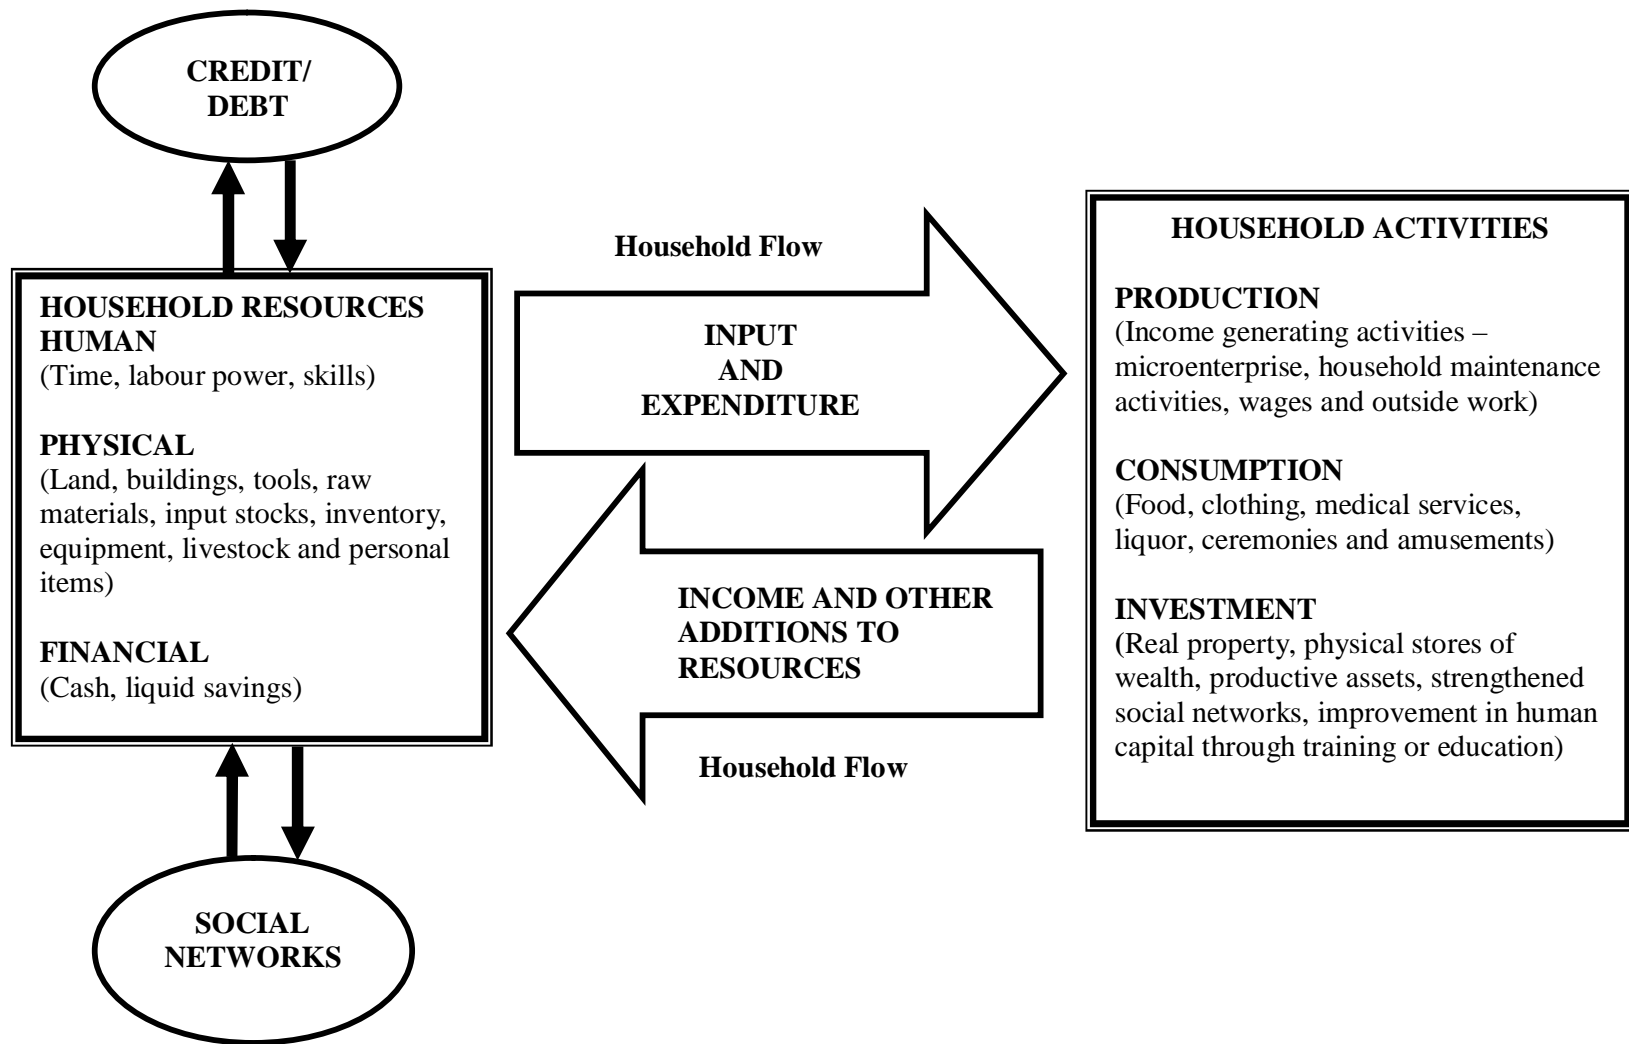 CREDIT/
DEBT
HOUSEHOLD RESOURCES
HUMAN
(Time, labour power, skills)
PHYSICAL
(Land, buildings, tools, raw
materials, input stocks, inventory,
equipment, livestock and personal
items)
FINANCIAL
(Cash, liquid savings)
SOCIAL
NETWORKS
Household Flow
INPUT
AND
EXPENDITURE
INCOME AND OTHER
ADDITIONS TO
RESOURCES
Household Flow
HOUSEHOLD ACTIVITIES
PRODUCTION
(Income generating activities –
microenterprise, household maintenance
activities, wages and outside work)
CONSUMPTION
(Food, clothing, medical services,
liquor, ceremonies and amusements)
INVESTMENT
(Real property, physical stores of
wealth, productive assets, strengthened
social networks, improvement in human
capital through training or education)